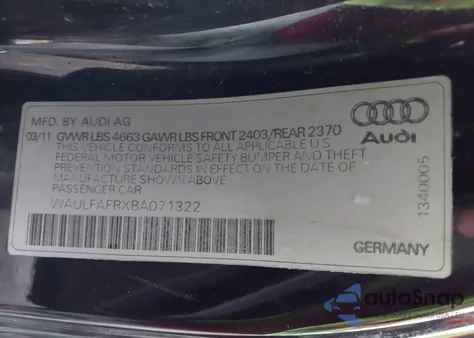 MFD. BY AUDI AG
03/11 GVWR LBS 4663 GAWR LBS FRONT 2403/REAR 2370
THIS VEHICLE CONFORMS TO ALL APPLICABLE U S
FEDERAL MOTOR VEHICLE SAFETY BUMPER AND THEFT
PREVENTION STANDARDS IN EFFECT ON THE DATE OF
MANUFACTURE SHOWN ABOVE
PASSENGER CAR
WAULFAFRXBA071322
Audi
1340005
GERMANY
autoSnap